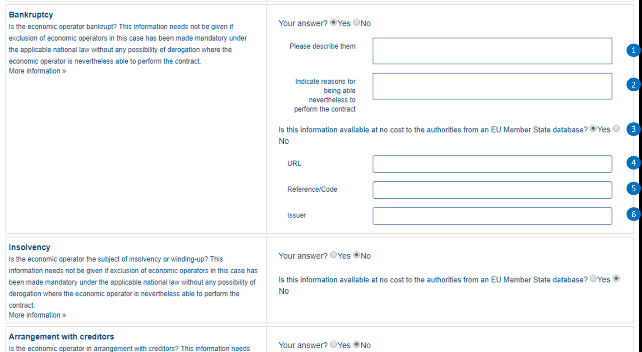 Bankruptcy
Is the economic operator bankrupt? This information needs not be given if
exclusion of economic operators in this case has been made mandatory under
the applicable national law without any possibility of derogation where the
economic operator is nevertheless able to perform the contract.
More information »
Your answer? Yes No
Please describe them
1
Indicate reasons for
being able
nevertheless to
perform the contract
2
Is this information available at no cost to the authorities from an EU Member State database? Yes
No
3
URL
4
Reference/Code
5
Issuer
6
Insolvency
Is the economic operator the subject of insolvency or winding-up? This
information needs not be given if exclusion of economic operators in this case has
been made mandatory under the applicable national law without any possibility of
derogation where the economic operator is nevertheless able to perform the
contract.
More information »
Your answer? Yes No
Is this information available at no cost to the authorities from an EU Member State database? Yes
No
Arrangement with creditors
Is the economic operator in arrangement with creditors? This information needs
Your answer? Yes No